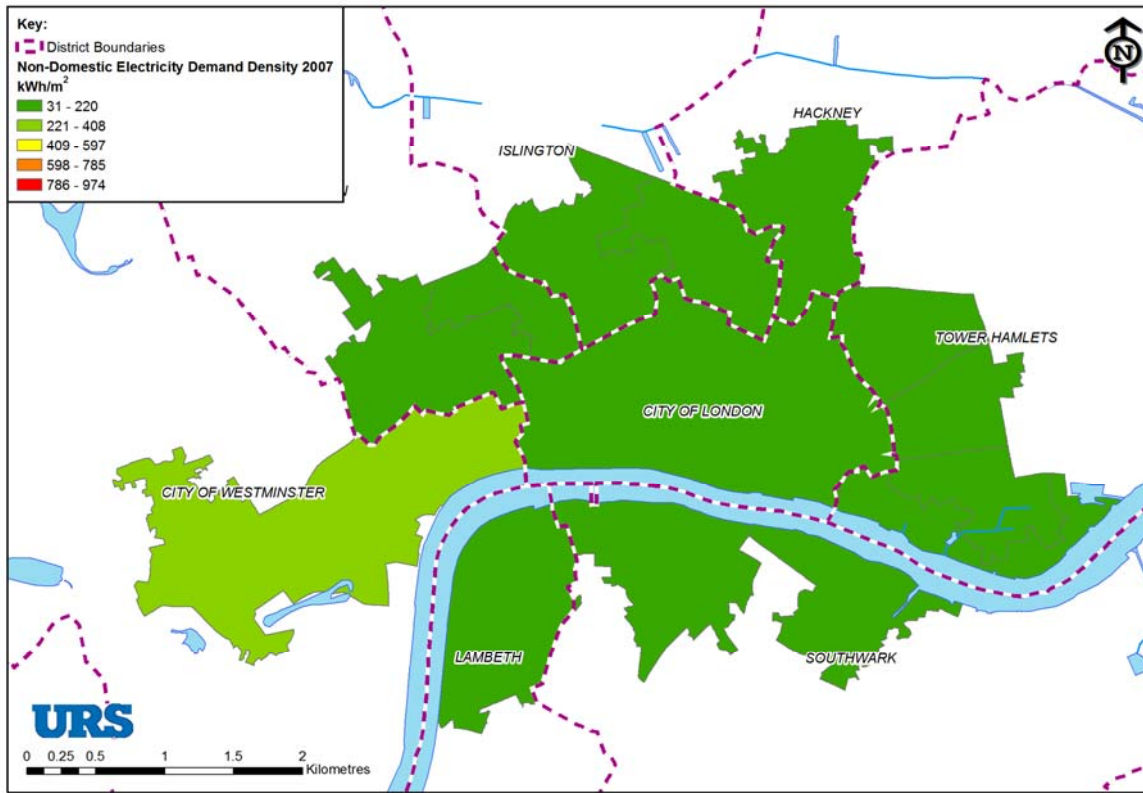 Key:
District Boundaries
Non-Domestic Electricity Demand Density 2007
kWh/m²
31 - 220
221 - 408
409 - 597
598 - 785
786 - 974
N
HACKNEY
ISLINGTON
TOWER HAMLETS
CITY OF LONDON
CITY OF WESTMINSTER
LAMBETH
SOUTHWARK
URS
0 0.25 0.5 1 1.5 2
Kilometres